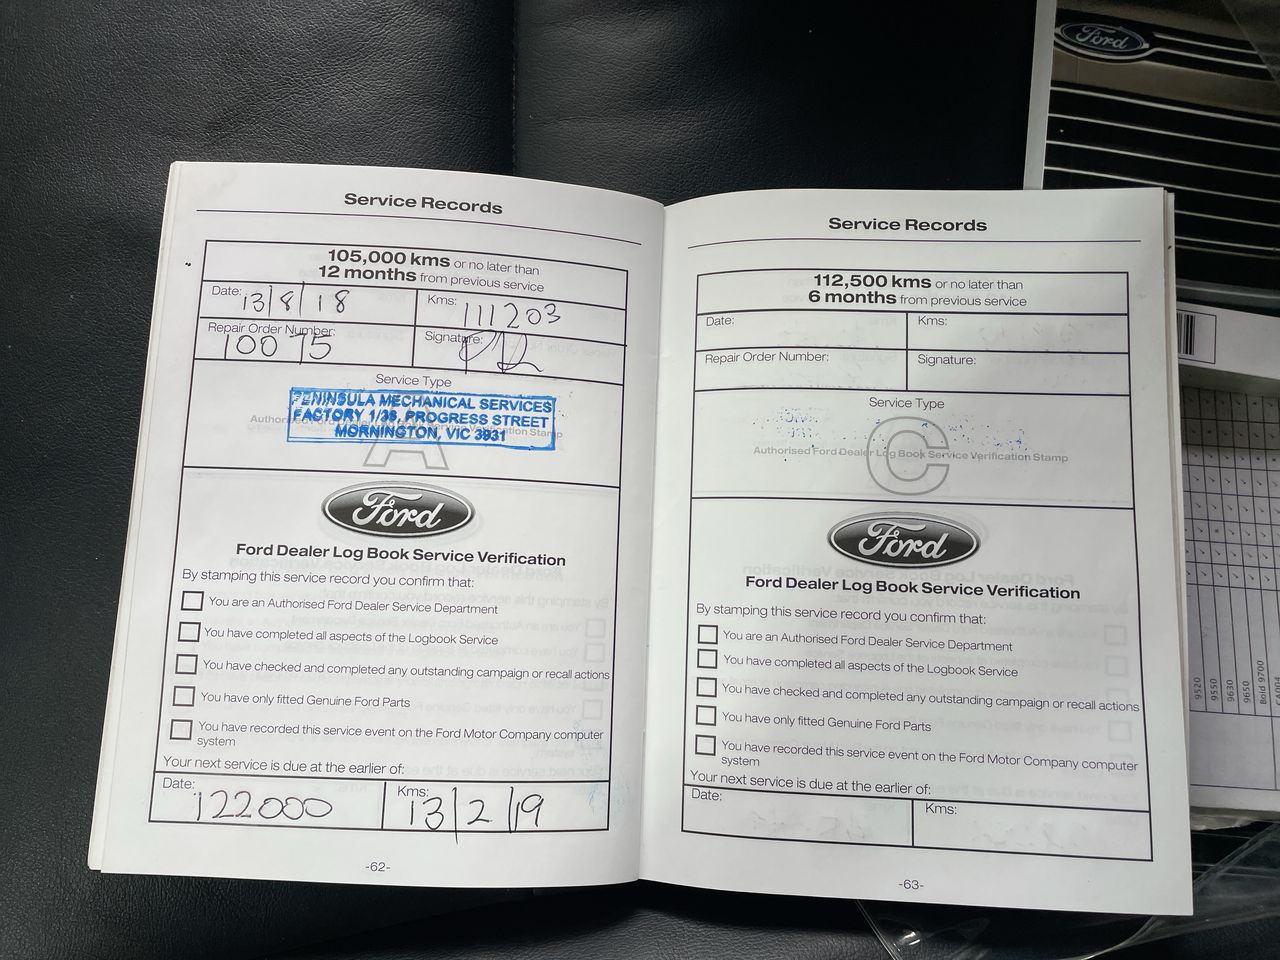 Ford
Service Records
105,000 kms or no later than
12 months from previous service
Date: 13/8/18
Kms: 111203
Repair Order Number: 10075
Signature:
Service Type
PENINSULA MECHANICAL SERVICES
FACTORY 1/36, PROGRESS STREET
MORNINGTON, VIC 3931
A
Ford
Ford Dealer Log Book Service Verification
By stamping this service record you confirm that:
You are an Authorised Ford Dealer Service Department
You have completed all aspects of the Logbook Service
You have checked and completed any outstanding campaign or recall actions
You have only fitted Genuine Ford Parts
You have recorded this service event on the Ford Motor Company computer
system
Your next service is due at the earlier of:
Date: 122000
Kms: 13/2/19
-62-
Service Records
112,500 kms or no later than
6 months from previous service
Date:
Kms:
Repair Order Number:
Signature:
Service Type
C
Authorised Ford Dealer Log Book Service Verification Stamp
Ford
Ford Dealer Log Book Service Verification
By stamping this service record you confirm that:
You are an Authorised Ford Dealer Service Department
You have completed all aspects of the Logbook Service
You have checked and completed any outstanding campaign or recall actions
You have only fitted Genuine Ford Parts
You have recorded this service event on the Ford Motor Company computer
system
Your next service is due at the earlier of:
Date:
Kms:
-63-
9520
9550
9630
9650
Bold 9700